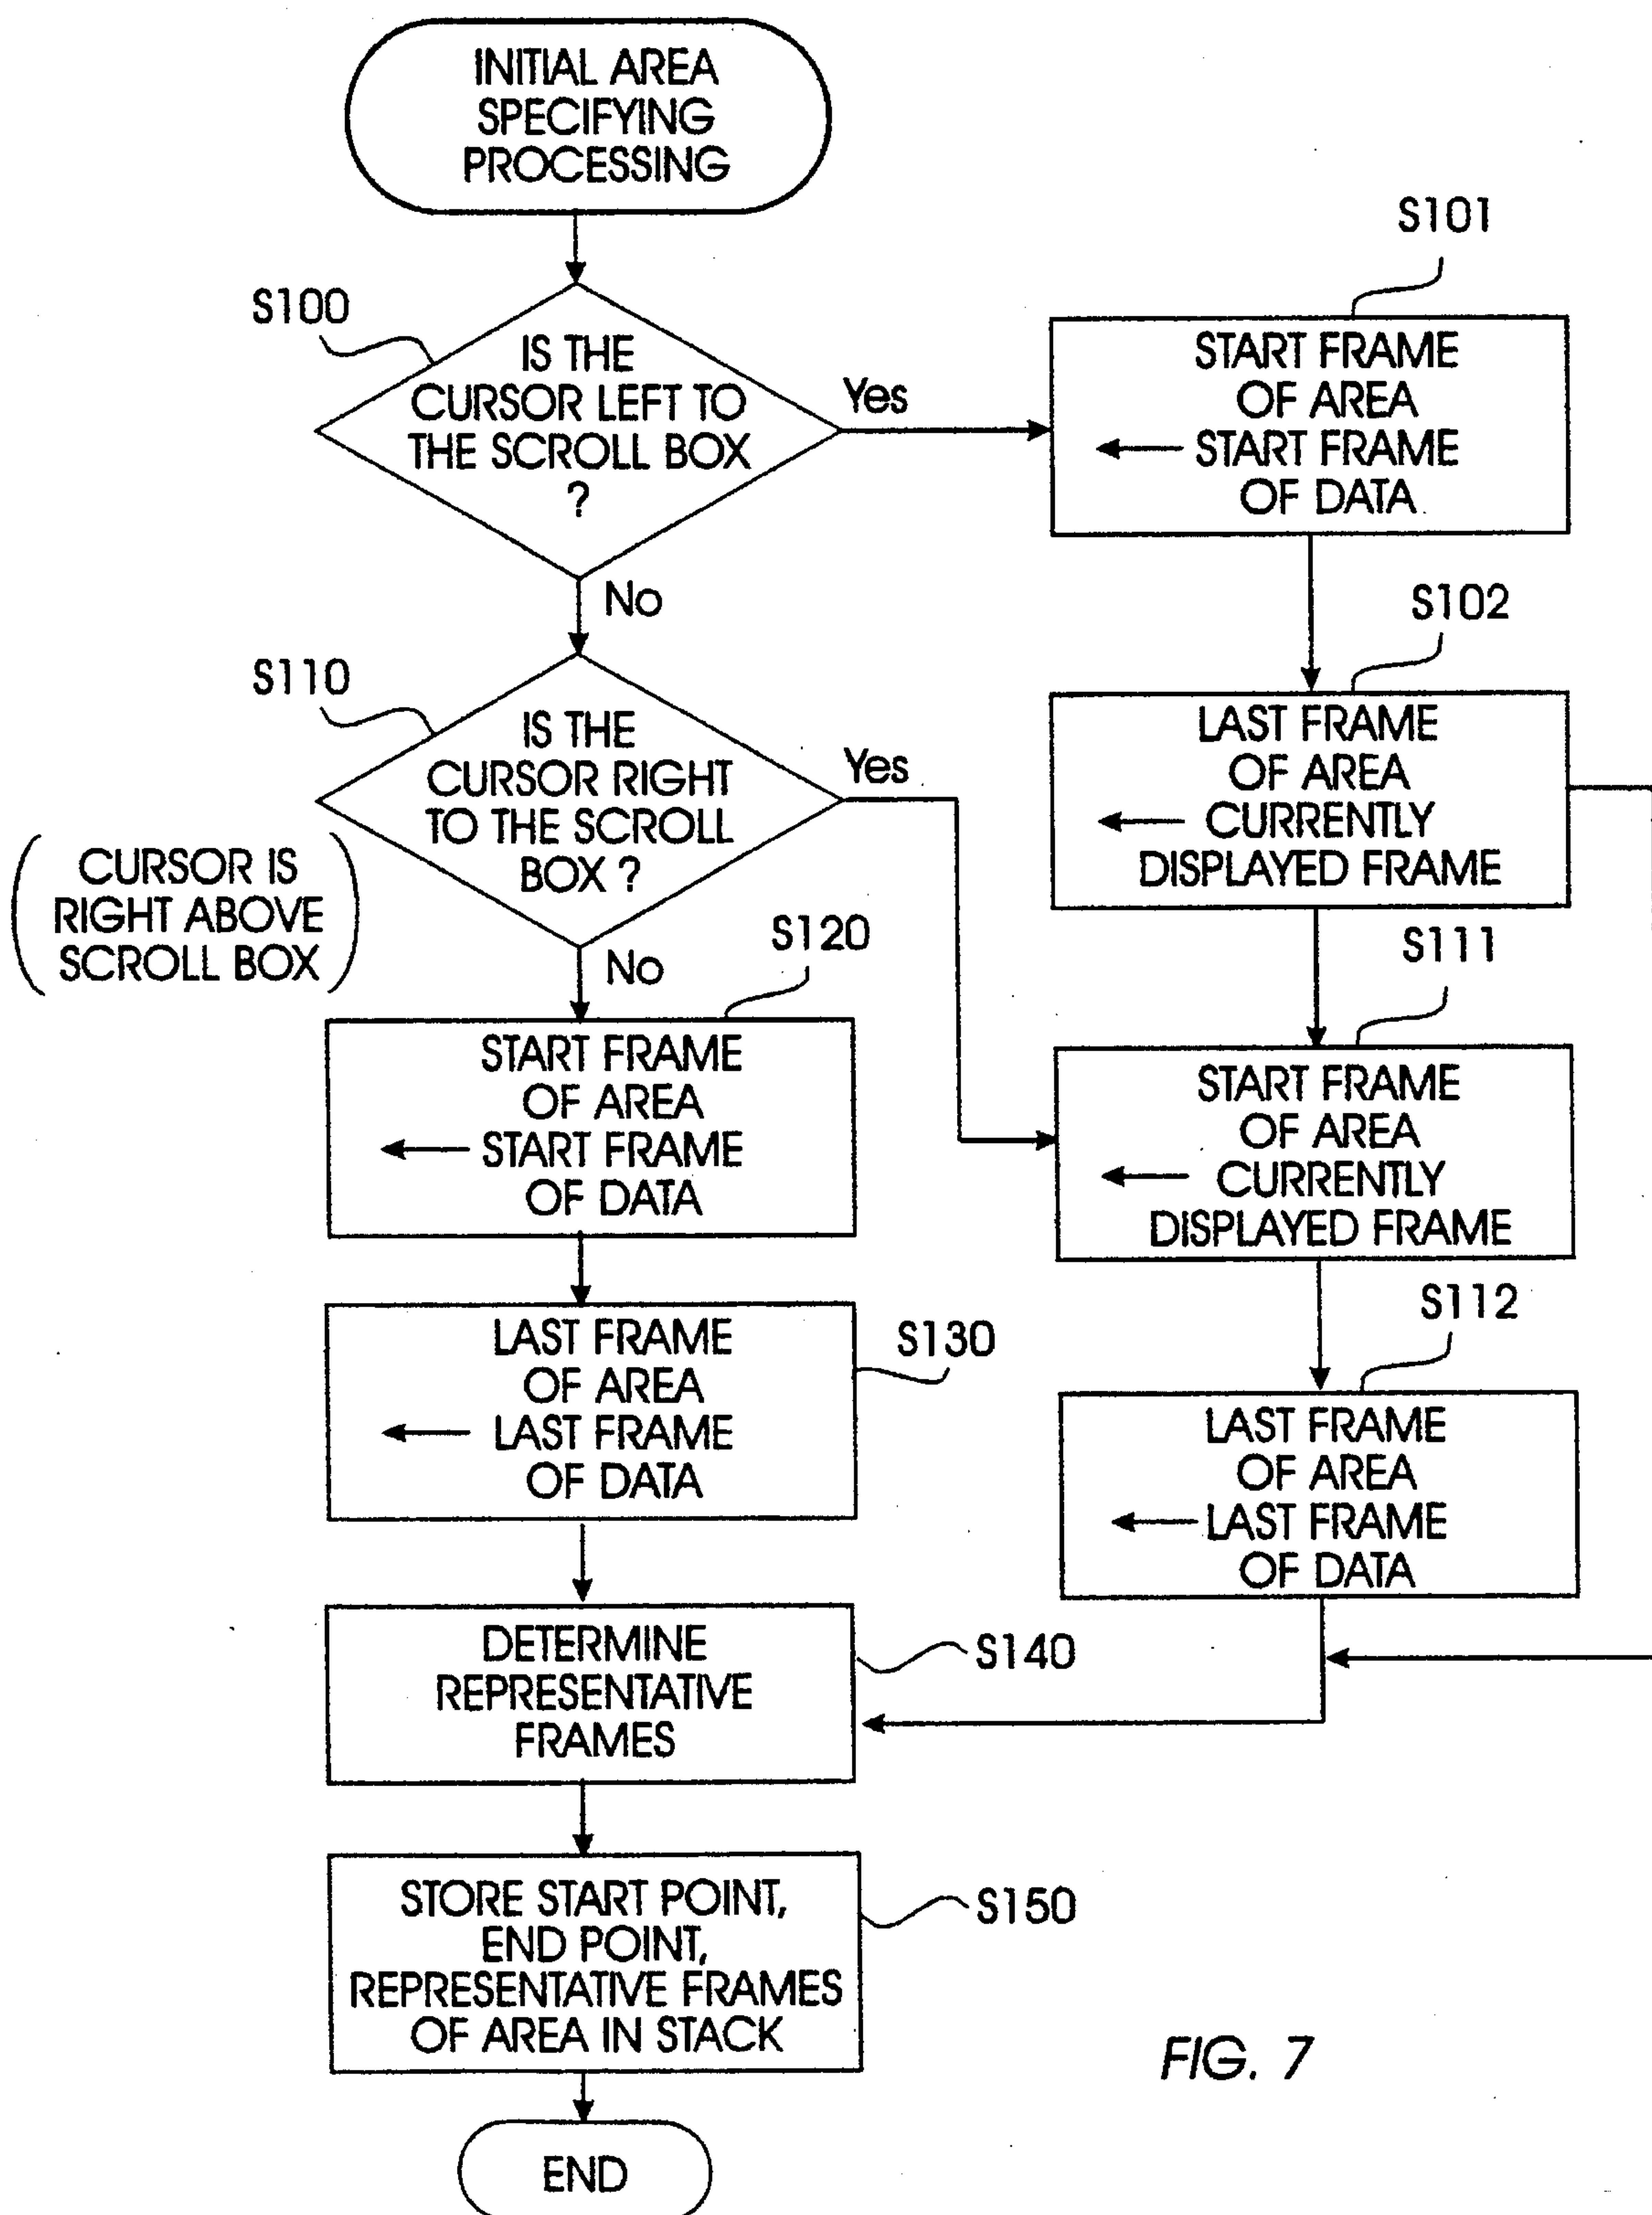 INITIAL AREA
SPECIFYING
PROCESSING
S100
IS THE
CURSOR LEFT TO
THE SCROLL BOX
?
Yes
No
S101
START FRAME
OF AREA
← START FRAME
OF DATA
S102
LAST FRAME
OF AREA
← CURRENTLY
DISPLAYED FRAME
S110
IS THE
CURSOR RIGHT
TO THE SCROLL
BOX ?
Yes
No
( CURSOR IS
RIGHT ABOVE
SCROLL BOX )
S111
START FRAME
OF AREA
← CURRENTLY
DISPLAYED FRAME
S112
LAST FRAME
OF AREA
← LAST FRAME
OF DATA
S120
START FRAME
OF AREA
← START FRAME
OF DATA
S130
LAST FRAME
OF AREA
← LAST FRAME
OF DATA
S140
DETERMINE
REPRESENTATIVE
FRAMES
S150
STORE START POINT,
END POINT,
REPRESENTATIVE FRAMES
OF AREA IN STACK
END
FIG. 7